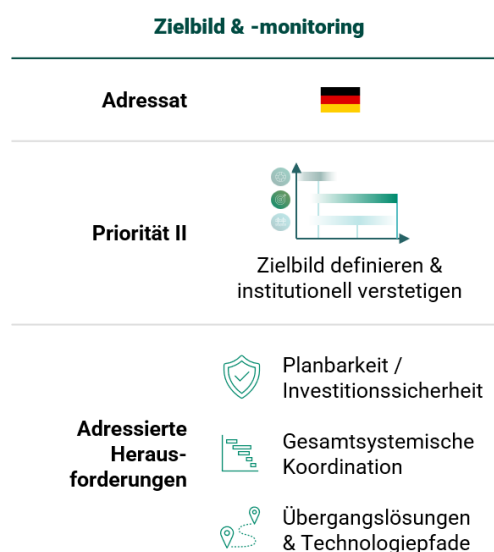 Zielbild & -monitoring
Adressat
Priorität II
Zielbild definieren &
institutionell verstetigen
Adressierte
Heraus-
forderungen
Planbarkeit /
Investitionssicherheit
Gesamtsystemische
Koordination
Übergangslösungen
& Technologiepfade